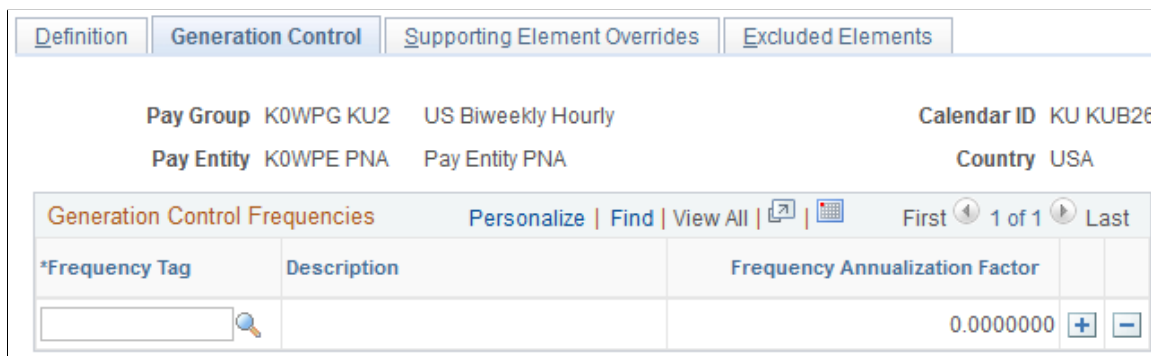 Definition Generation Control Supporting Element Overrides Excluded Elements
Pay Group K0WPG KU2 US Biweekly Hourly Calendar ID KU KUB26
Pay Entity K0WPE PNA Pay Entity PNA Country USA
Generation Control Frequencies Personalize | Find | View All | | First 1 of 1 Last
*Frequency Tag Description Frequency Annualization Factor
0.0000000